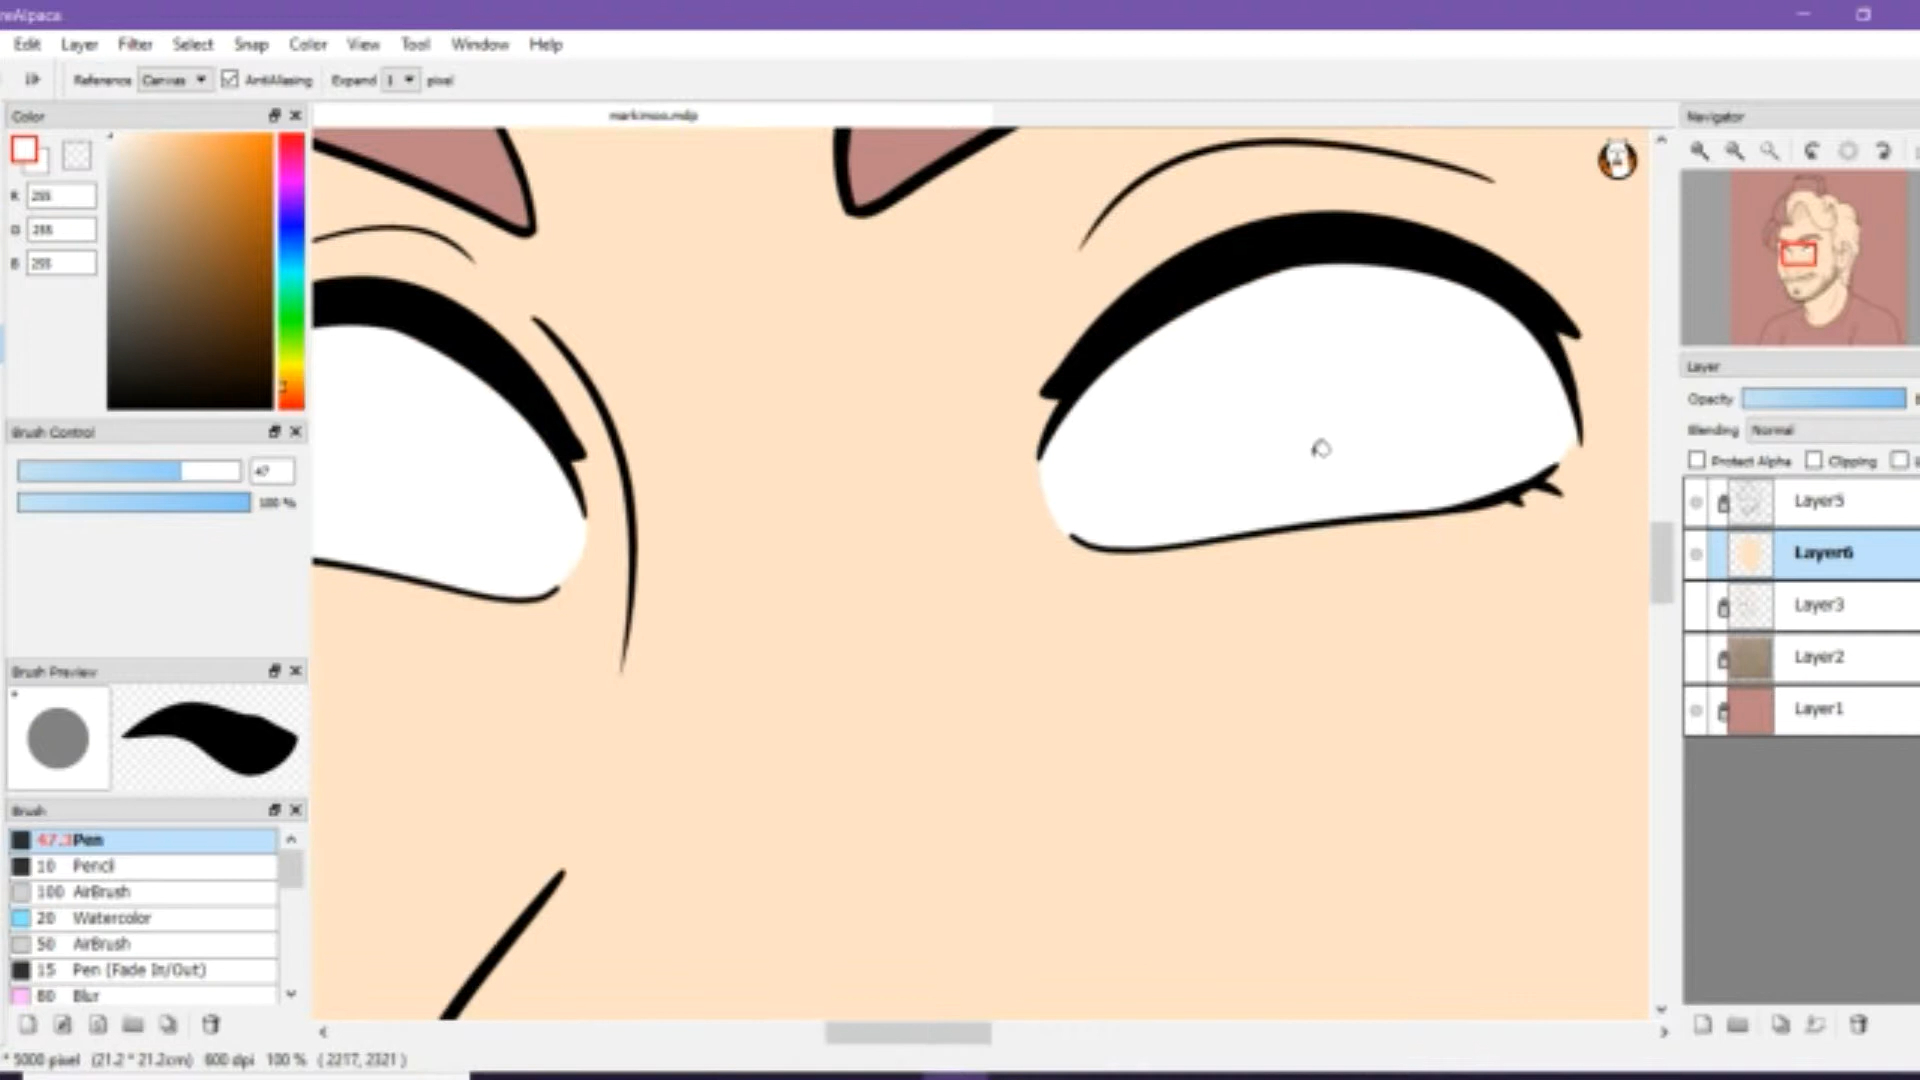 reAlpaca
Edit Layer Filter Select Snap Color View Tool Window Help
Reference Canvas AntiAliasing Expand 1 pixel
Color
markimoo.mdp
Navigator
R 255
G 255
B 255
Layer
Opacity
Blending Normal
Protect Alpha Clipping
Brush Control
47
100 %
Layer5
Layer6
Layer3
Layer2
Layer1
Brush Preview
Brush
47.3 Pen
10 Pencil
100 AirBrush
20 Watercolor
50 AirBrush
15 Pen (Fade In/Out)
80 Blur
* 5000 pixel (21.2 * 21.2cm) 600 dpi 100 % ( 2217, 2321 )